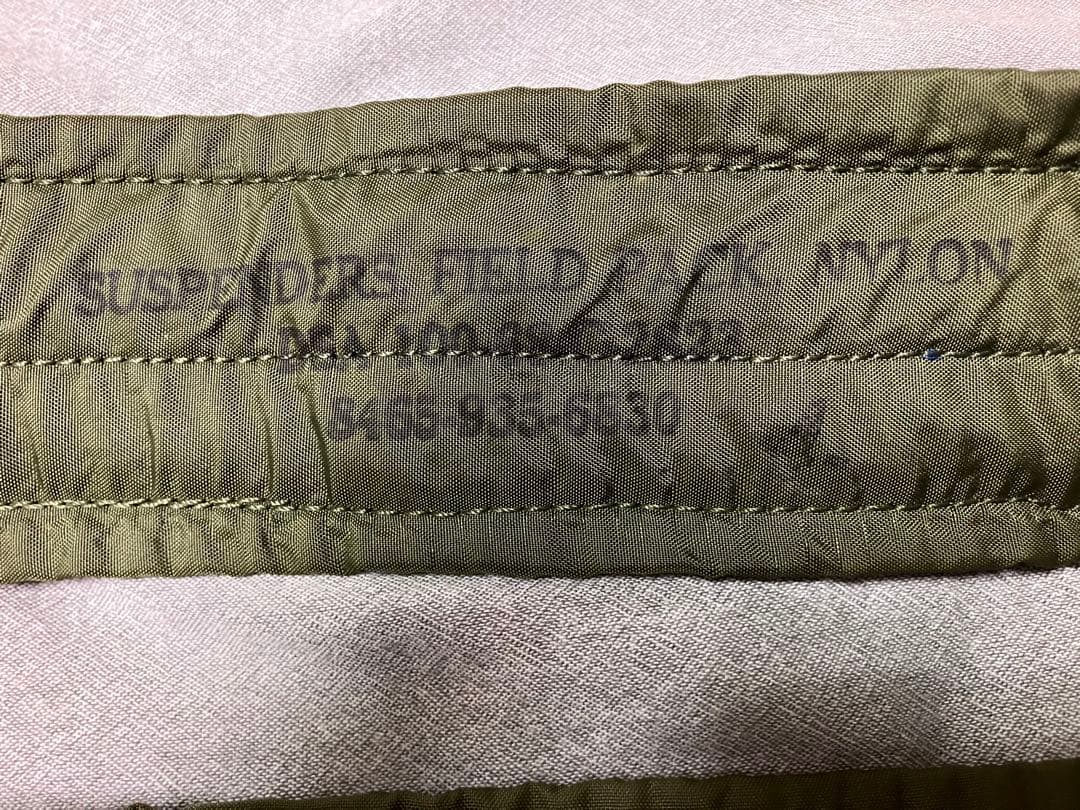 SUSPENDERS FIELD PACK, NYLON
DSA 100
8465-935-6830